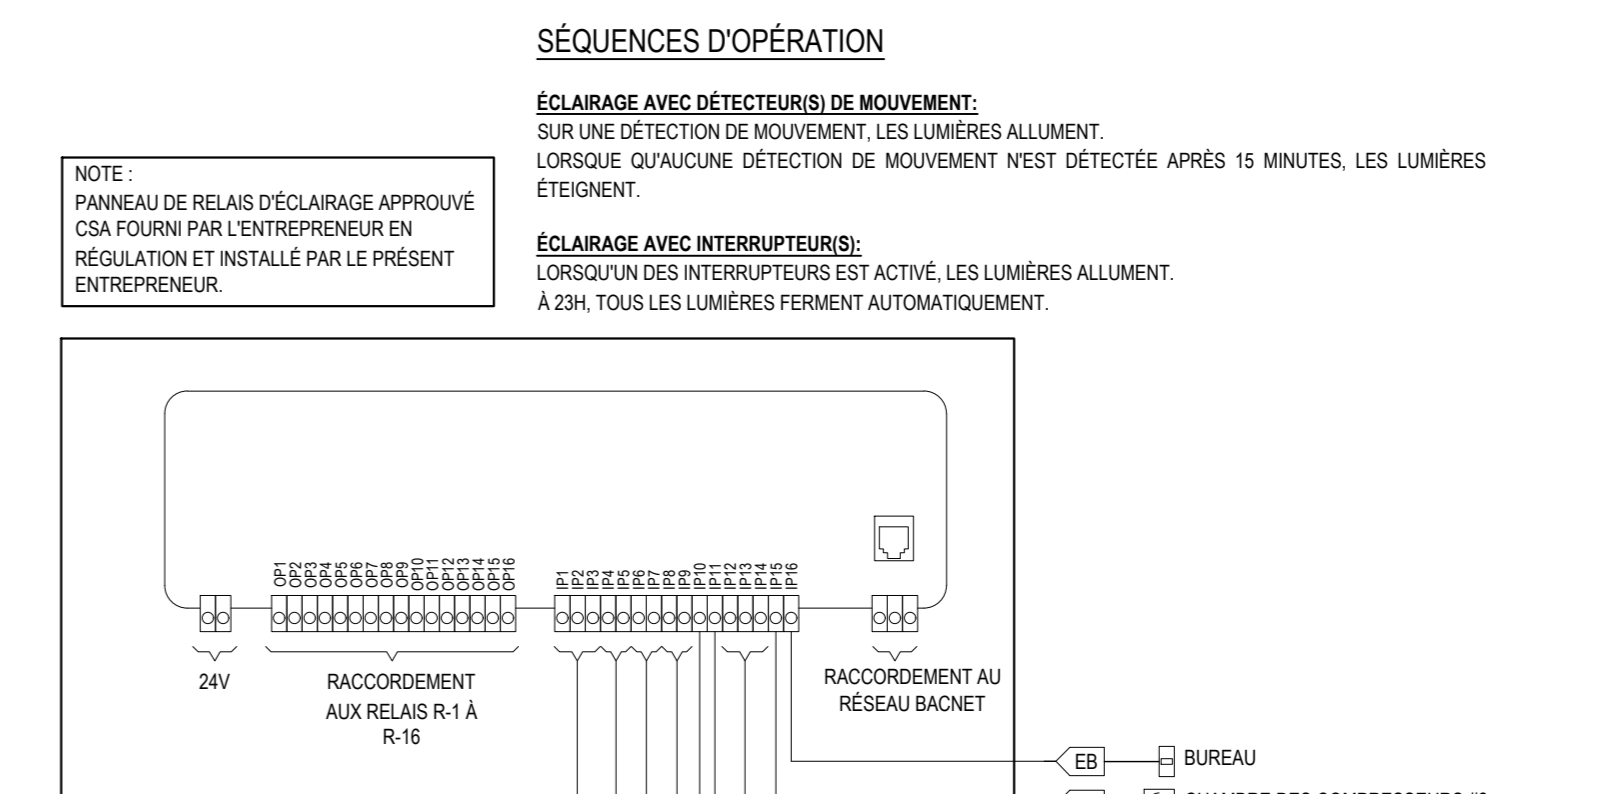 SÉQUENCES D'OPÉRATION
ÉCLAIRAGE AVEC DÉTECTEUR(S) DE MOUVEMENT:
SUR UNE DÉTECTION DE MOUVEMENT, LES LUMIÈRES ALLUMENT.
LORSQUE QU'AUCUNE DÉTECTION DE MOUVEMENT N'EST DÉTECTÉE APRÈS 15 MINUTES, LES LUMIÈRES
ÉTEIGNENT.
NOTE :
PANNEAU DE RELAIS D'ÉCLAIRAGE APPROUVÉ
CSA FOURNI PAR L'ENTREPRENEUR EN
RÉGULATION ET INSTALLÉ PAR LE PRÉSENT
ENTREPRENEUR.
ÉCLAIRAGE AVEC INTERRUPTEUR(S):
LORSQU'UN DES INTERRUPTEURS EST ACTIVÉ, LES LUMIÈRES ALLUMENT.
À 23H, TOUS LES LUMIÈRES FERMENT AUTOMATIQUEMENT.
OP1
OP2
OP3
OP4
OP5
OP6
OP7
OP8
OP9
OP10
OP11
OP12
OP13
OP14
OP15
OP16
IP1
IP2
IP3
IP4
IP5
IP6
IP7
IP8
IP9
IP10
IP11
IP12
IP13
IP14
IP15
IP16
24V
RACCORDEMENT
AUX RELAIS R-1 À
R-16
RACCORDEMENT AU
RÉSEAU BACNET
EB
BUREAU
CHAMBRE DES COMPRESSEURS